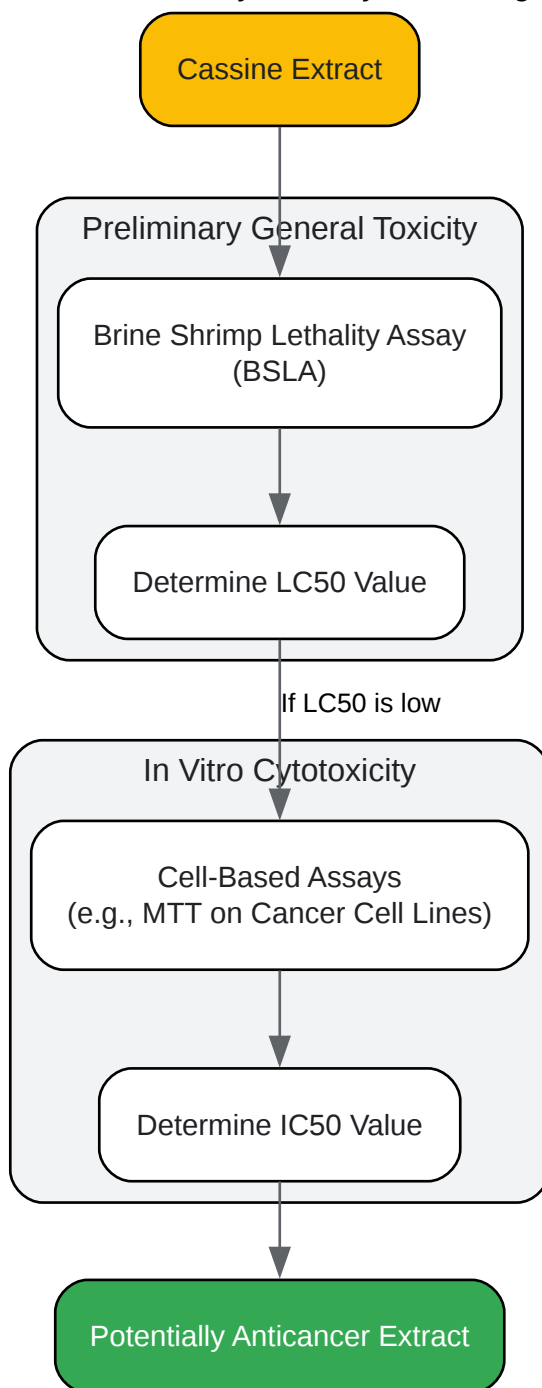 Cassine Extract
Preliminary General Toxicity
Brine Shrimp Lethality Assay
(BSLA)
Determine LC50 Value
If LC50 is low
In Vitro Cytotoxicity
Cell-Based Assays
(e.g., MTT on Cancer Cell Lines)
Determine IC50 Value
Potentially Anticancer Extract